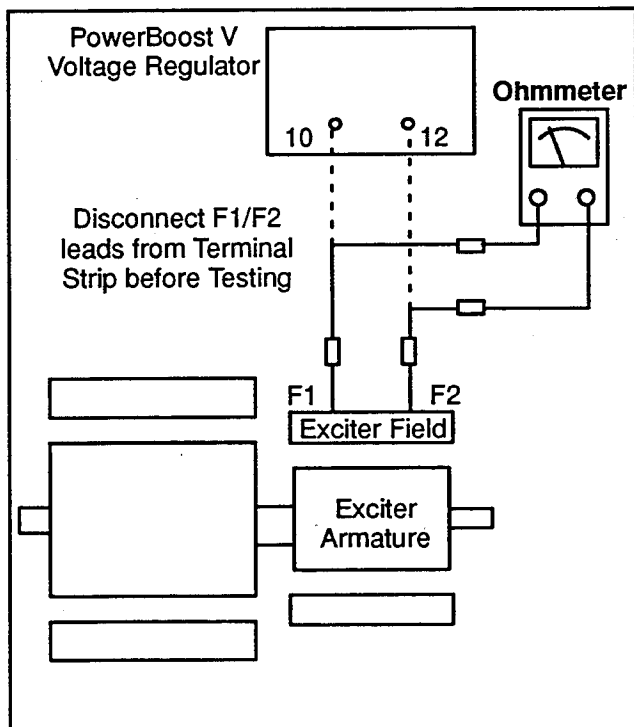 PowerBoost V
Voltage Regulator
Ohmmeter
10
12
Disconnect F1/F2
leads from Terminal
Strip before Testing
F1
F2
Exciter Field
Exciter
Armature